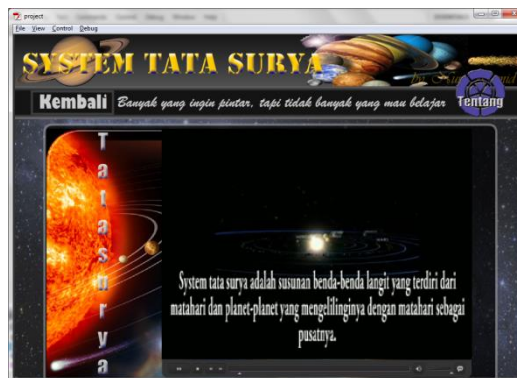 project
File View Control Debug
SYSTEM TATA SURYA
Kembali
Banyak yang ingin pintar, tapi tidak banyak yang mau belajar
Tentang
Tatasurya
System tata surya adalah susunan benda-benda langit yang terdiri dari
matahari dan planet-planet yang mengelilinginya dengan matahari sebagai
pusatnya.